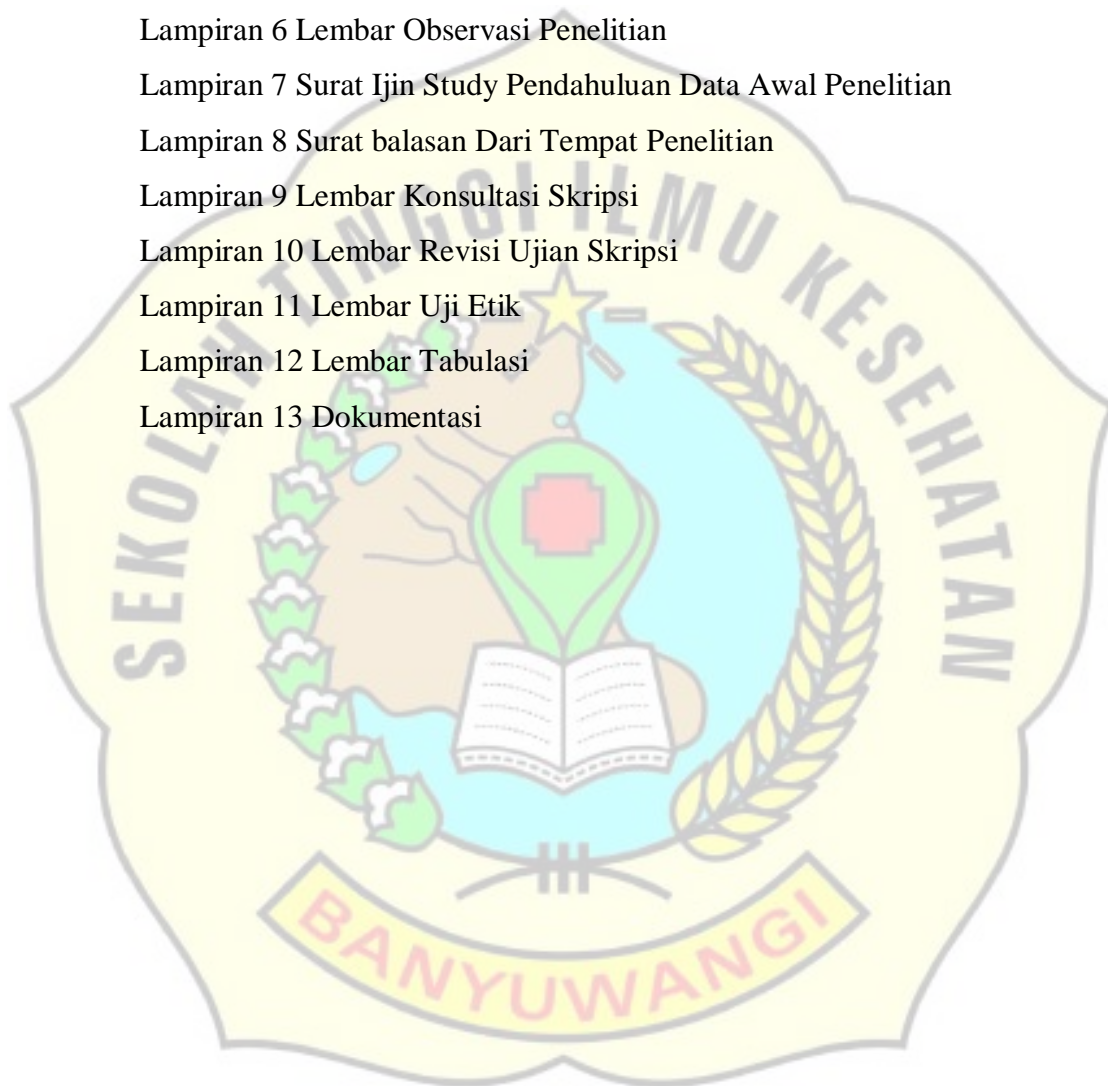 Lampiran 6 Lembar Observasi Penelitian
Lampiran 7 Surat Ijin Study Pendahuluan Data Awal Penelitian
Lampiran 8 Surat balasan Dari Tempat Penelitian
Lampiran 9 Lembar Konsultasi Skripsi
Lampiran 10 Lembar Revisi Ujian Skripsi
Lampiran 11 Lembar Uji Etik
Lampiran 12 Lembar Tabulasi
Lampiran 13 Dokumentasi
SEKOLAH TINGGI ILMU KESEHATAN
BANYUWANGI